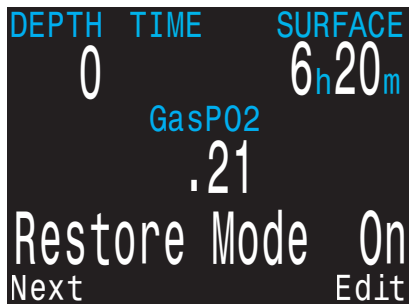 DEPTH TIME SURFACE
0 6h20m
GasPO2
.21
Restore Mode On
Next Edit